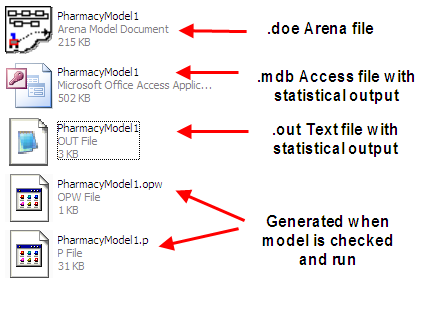 PharmacyModel1
Arena Model Document
215 KB
.doe Arena file
PharmacyModel1
Microsoft Office Access Applic...
502 KB
.mdb Access file with
statistical output
PharmacyModel1
OUT File
3 KB
.out Text file with
statistical output
PharmacyModel1.opw
OPW File
1 KB
PharmacyModel1.p
P File
31 KB
Generated when
model is checked
and run